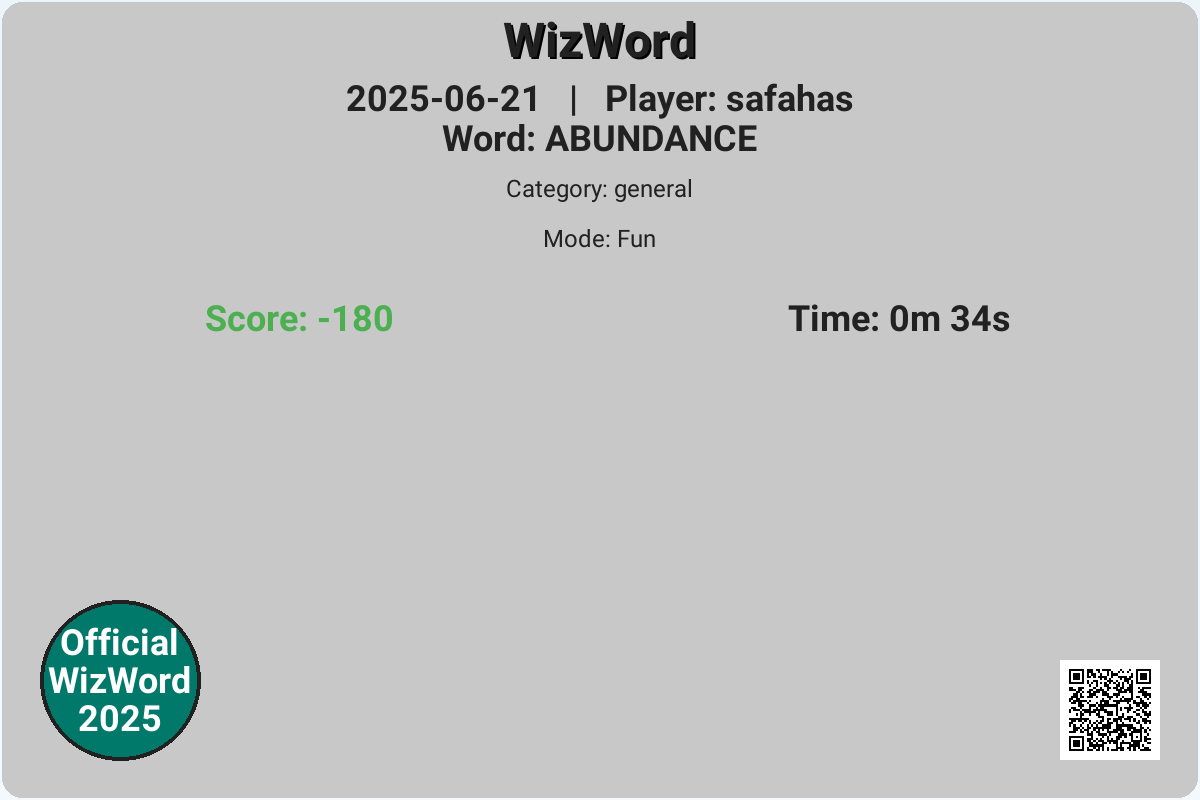 WizWord
2025-06-21 | Player: safahas
Word: ABUNDANCE
Category: general
Mode: Fun
Score: -180 Time: 0m 34s
Official
WizWord
2025